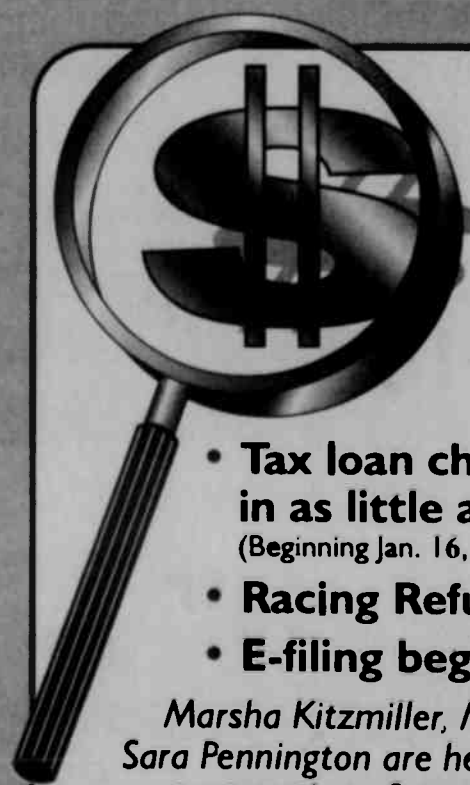 • Tax loan ch
in as little a
(Beginning Jan. 16,
• Racing Refu
• E-filing beg
Marsha Kitzmiller,
Sara Pennington are he